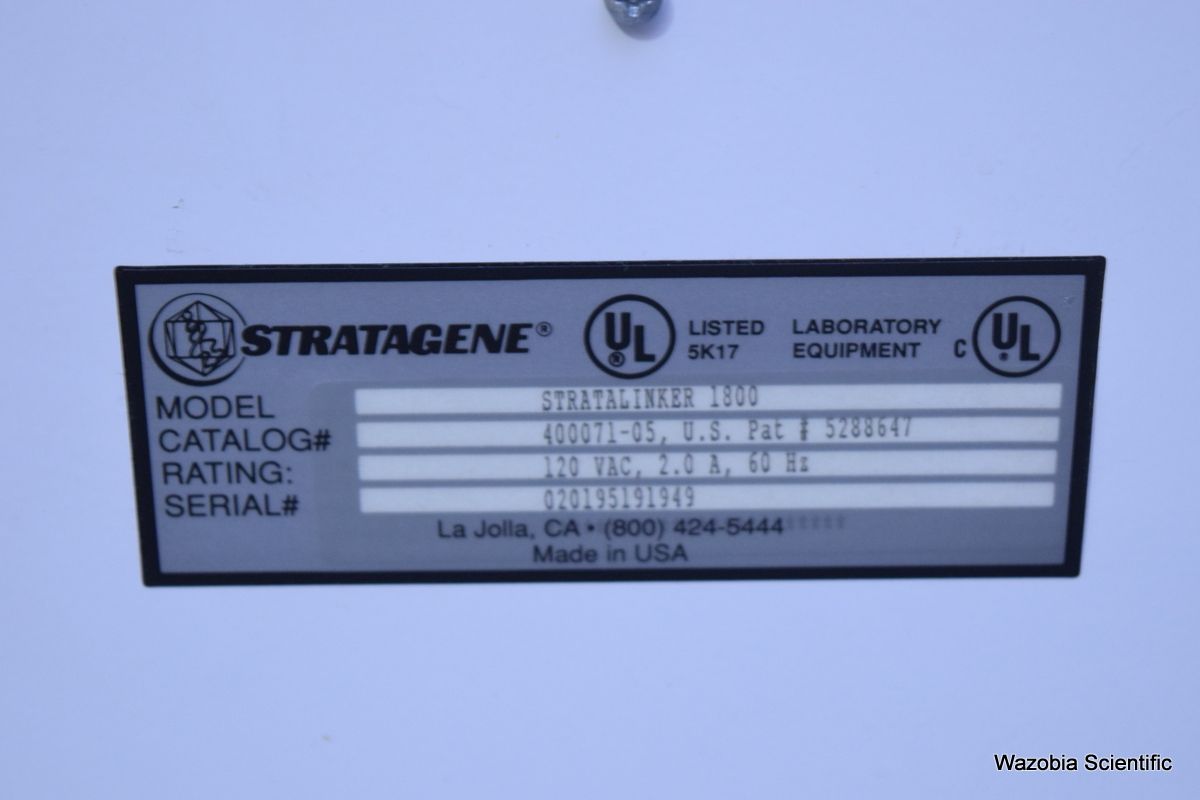 STRATAGENE®
UL® LISTED 5K17
LABORATORY EQUIPMENT
C UL®
MODEL STRATALINKER 1800
CATALOG# 400071-05, U.S. Pat # 5288647
RATING: 120 VAC, 2.0 A, 60 Hz
SERIAL# 020195191949
La Jolla, CA • (800) 424-5444
Made in USA
Wazobia Scientific